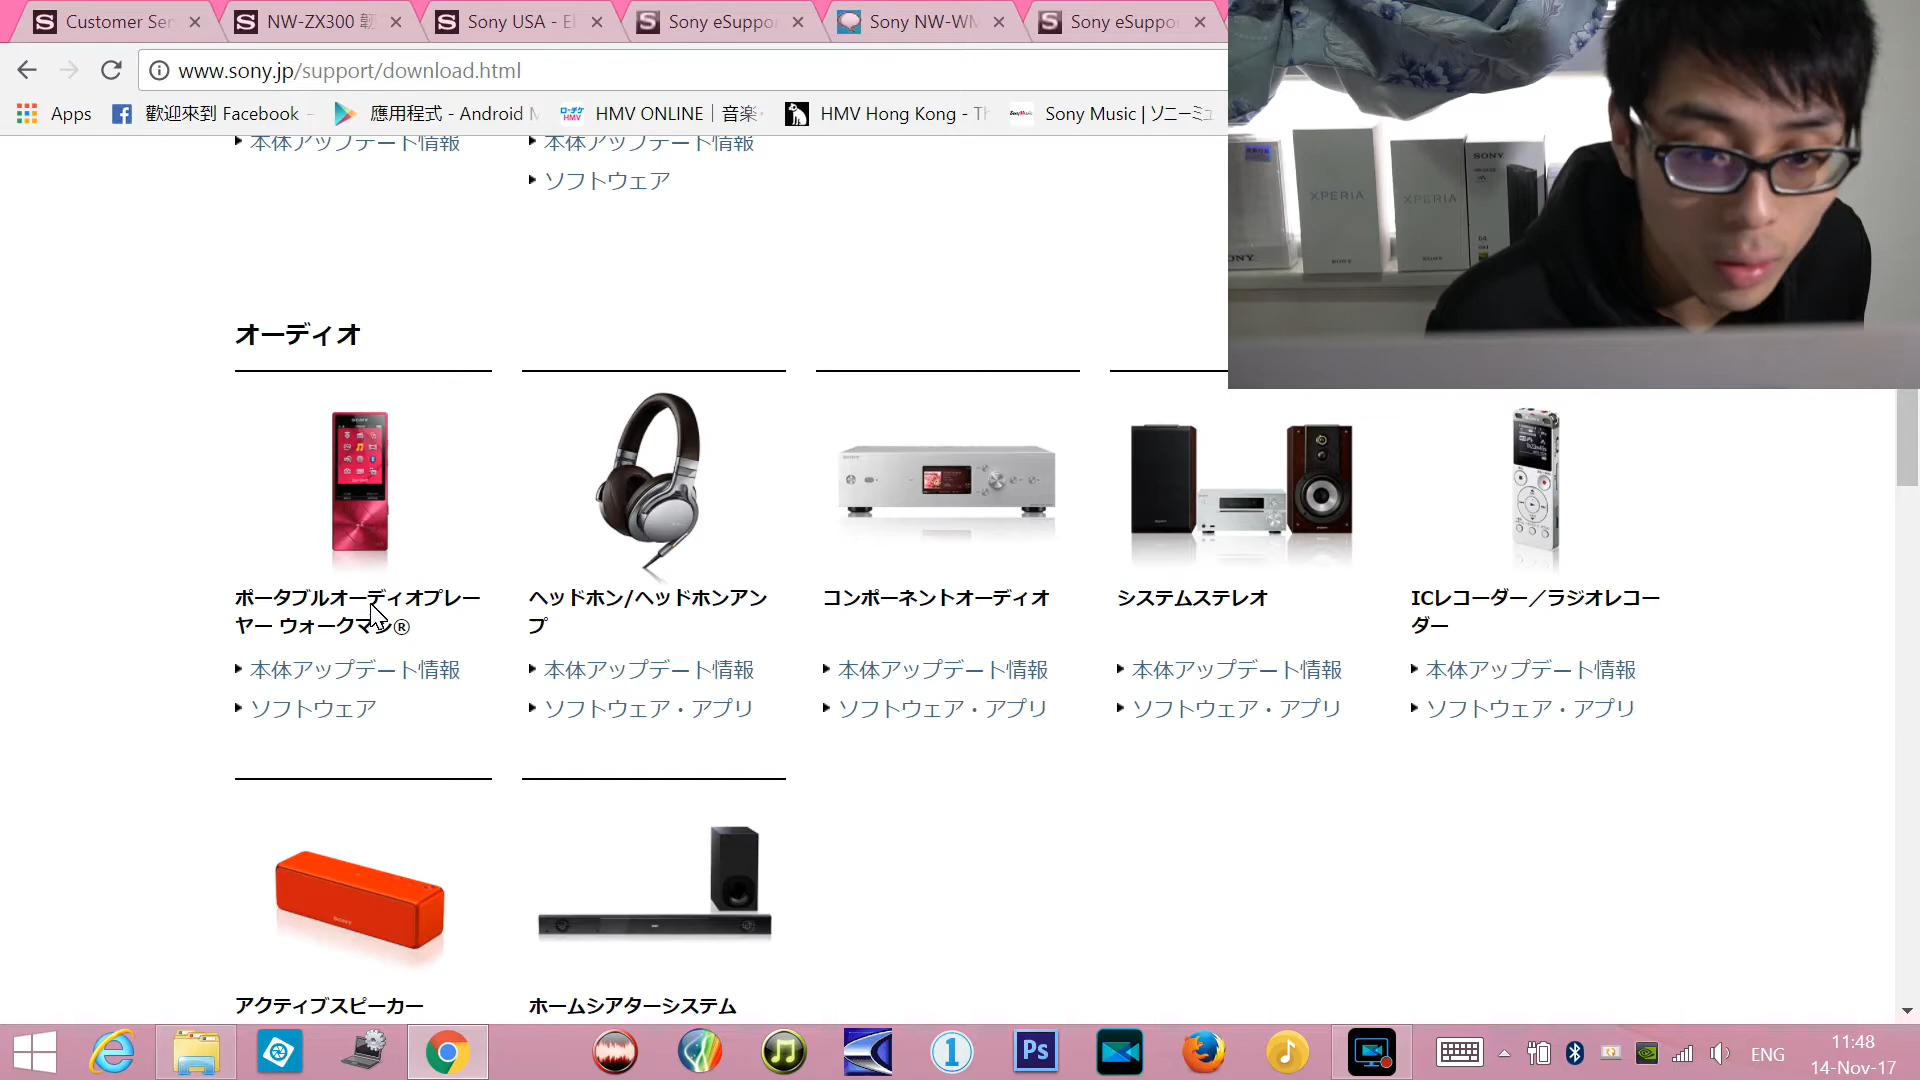 Customer Ser
NW-ZX300
Sony USA - El
Sony eSuppor
Sony NW-WM
Sony eSuppor
www.sony.jp/support/download.html
Apps
歡迎來到 Facebook -
應用程式 - Android M
HMV ONLINE｜音楽·
HMV Hong Kong - Th
Sony Music | ソニーミュ
本体アップデート情報
本体アップデート情報
ソフトウェア
SONY
XPERIA
XPERIA
SONY
SONY
オーディオ
ポータブルオーディオプレー
ヤー ウォークマン®
本体アップデート情報
ソフトウェア
ヘッドホン/ヘッドホンアン
プ
本体アップデート情報
ソフトウェア・アプリ
コンポーネントオーディオ
本体アップデート情報
ソフトウェア・アプリ
システムステレオ
本体アップデート情報
ソフトウェア・アプリ
ICレコーダー／ラジオレコー
ダー
本体アップデート情報
ソフトウェア・アプリ
アクティブスピーカー
ホームシアターシステム
Ps
ENG
11:48
14-Nov-17